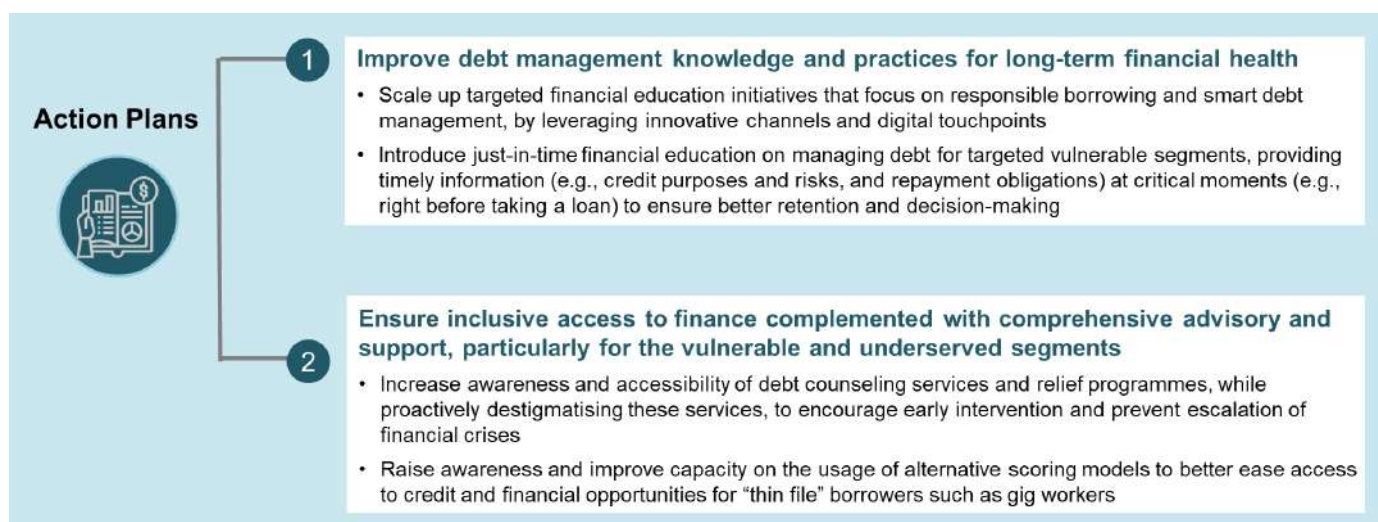 Action Plans
1
Improve debt management knowledge and practices for long-term financial health
• Scale up targeted financial education initiatives that focus on responsible borrowing and smart debt
management, by leveraging innovative channels and digital touchpoints
• Introduce just-in-time financial education on managing debt for targeted vulnerable segments, providing
timely information (e.g., credit purposes and risks, and repayment obligations) at critical moments (e.g.,
right before taking a loan) to ensure better retention and decision-making
2
Ensure inclusive access to finance complemented with comprehensive advisory and
support, particularly for the vulnerable and underserved segments
• Increase awareness and accessibility of debt counseling services and relief programmes, while
proactively destigmatising these services, to encourage early intervention and prevent escalation of
financial crises
• Raise awareness and improve capacity on the usage of alternative scoring models to better ease access
to credit and financial opportunities for “thin file” borrowers such as gig workers